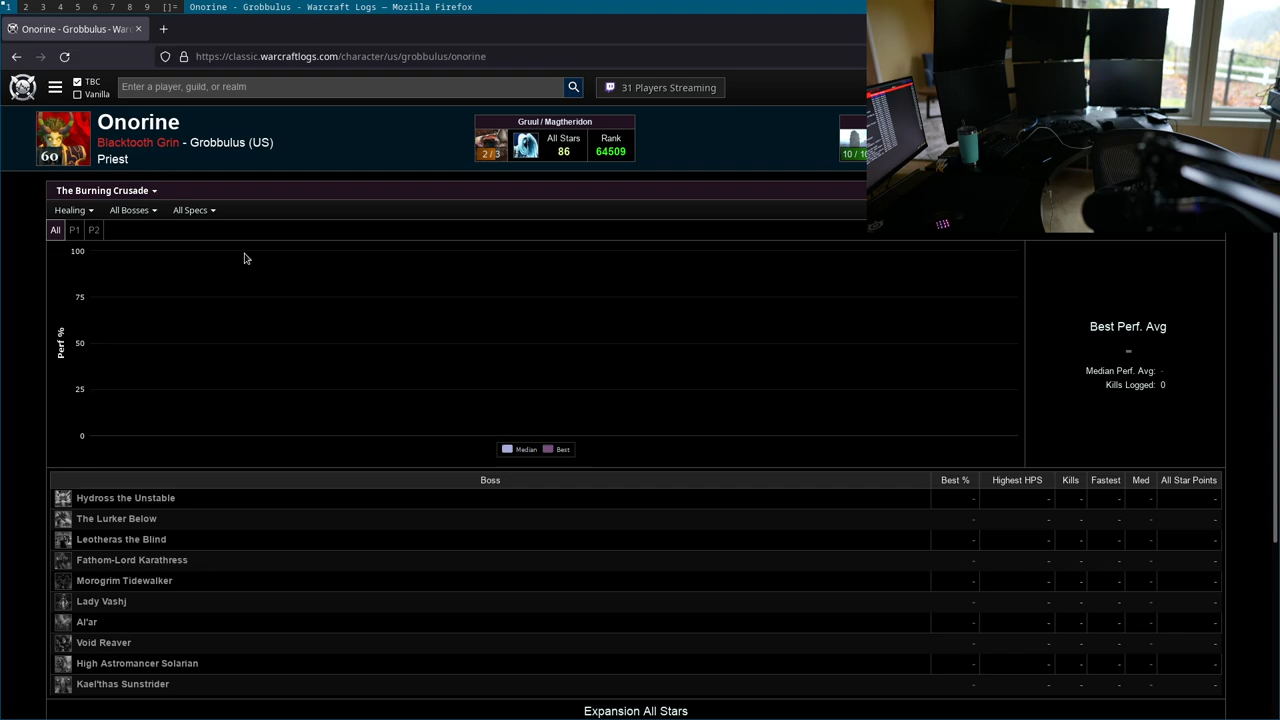 1 2 3 4 5 6 7 8 9 []= Onorine - Grobbulus - Warcraft Logs — Mozilla Firefox
Onorine - Grobbulus - War
https://classic.warcraftlogs.com/character/us/grobbulus/onorine
TBC
Vanilla
Enter a player, guild, or realm
31 Players Streaming
Onorine
Blacktooth Grin - Grobbulus (US)
Priest
60
Gruul / Magtheridon
2/3
All Stars
86
Rank
64509
The Burning Crusade
Healing All Bosses All Specs
All P1 P2
100
75
50
25
0
Perf %
Median Best
Best Perf. Avg
-
Median Perf. Avg: -
Kills Logged: 0
Boss Best % Highest HPS Kills Fastest Med All Star Points
Hydross the Unstable - - - - - -
The Lurker Below - - - - - -
Leotheras the Blind - - - - - -
Fathom-Lord Karathress - - - - - -
Morogrim Tidewalker - - - - - -
Lady Vashj - - - - - -
Al'ar - - - - - -
Void Reaver - - - - - -
High Astromancer Solarian - - - - - -
Kael'thas Sunstrider - - - - - -
Expansion All Stars